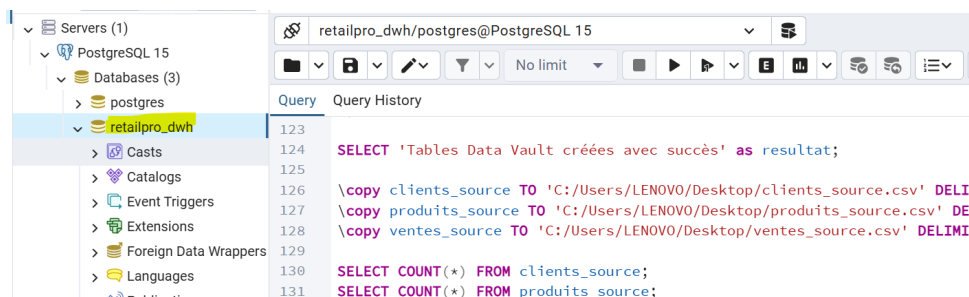 Servers (1)
PostgreSQL 15
Databases (3)
postgres
retailpro_dwh
Casts
Catalogs
Event Triggers
Extensions
Foreign Data Wrappers
Languages
retailpro_dwh/postgres@PostgreSQL 15
No limit
E
Query Query History
123
124 SELECT 'Tables Data Vault créées avec succès' as resultat;
125
126 \copy clients_source TO 'C:/Users/LENOVO/Desktop/clients_source.csv' DELI
127 \copy produits_source TO 'C:/Users/LENOVO/Desktop/produits_source.csv' DE
128 \copy ventes_source TO 'C:/Users/LENOVO/Desktop/ventes_source.csv' DELIMI
129
130 SELECT COUNT(*) FROM clients_source;
131 SELECT COUNT(*) FROM produits_source;